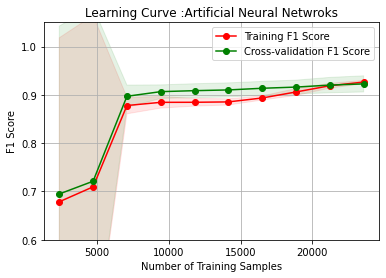 Learning Curve :Artificial Neural Netwroks
Training F1 Score
Cross-validation F1 Score
F1 Score
1.0
0.9
0.8
0.7
0.6
5000 10000 15000 20000
Number of Training Samples